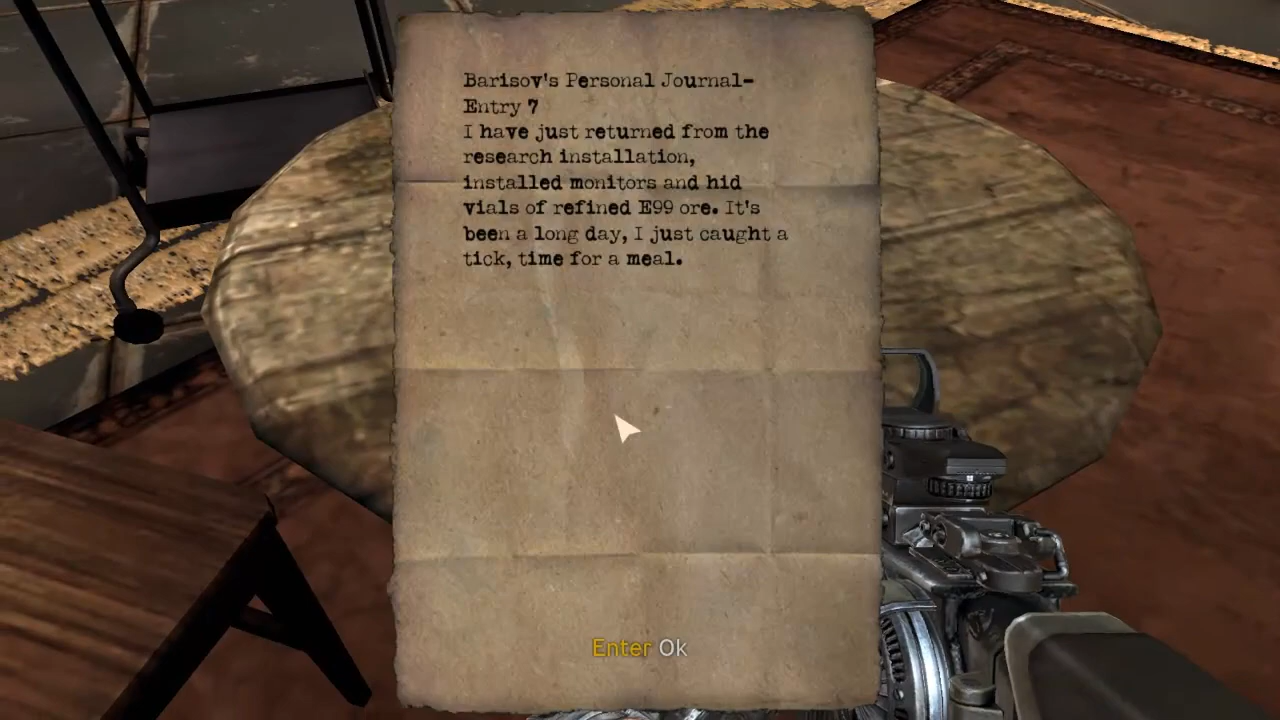 Barisov's Personal Journal-
Entry 7
I have just returned from the
research installation,
installed monitors and hid
vials of refined E99 ore. It's
been a long day, I just caught a
tick, time for a meal.
Enter Ok